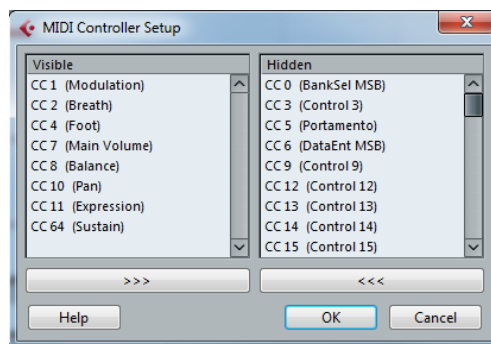 MIDI Controller Setup
Visible
CC 1 (Modulation)
CC 2 (Breath)
CC 4 (Foot)
CC 7 (Main Volume)
CC 8 (Balance)
CC 10 (Pan)
CC 11 (Expression)
CC 64 (Sustain)
>>>
Hidden
CC 0 (BankSel MSB)
CC 3 (Control 3)
CC 5 (Portamento)
CC 6 (DataEnt MSB)
CC 9 (Control 9)
CC 12 (Control 12)
CC 13 (Control 13)
CC 14 (Control 14)
CC 15 (Control 15)
<<<
Help
OK
Cancel